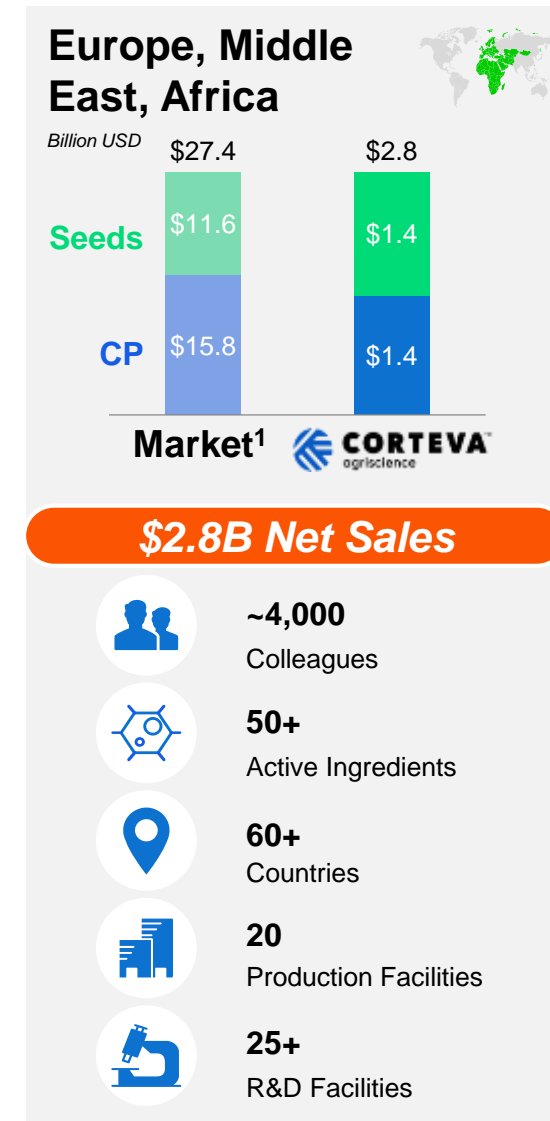 Europe, Middle
East, Africa
Billion USD
$27.4
$2.8
Seeds
$11.6
$1.4
CP
$15.8
$1.4
Market1
CORTEVA™
agriscience
$2.8B Net Sales
~4,000
Colleagues
50+
Active Ingredients
60+
Countries
20
Production Facilities
25+
R&D Facilities